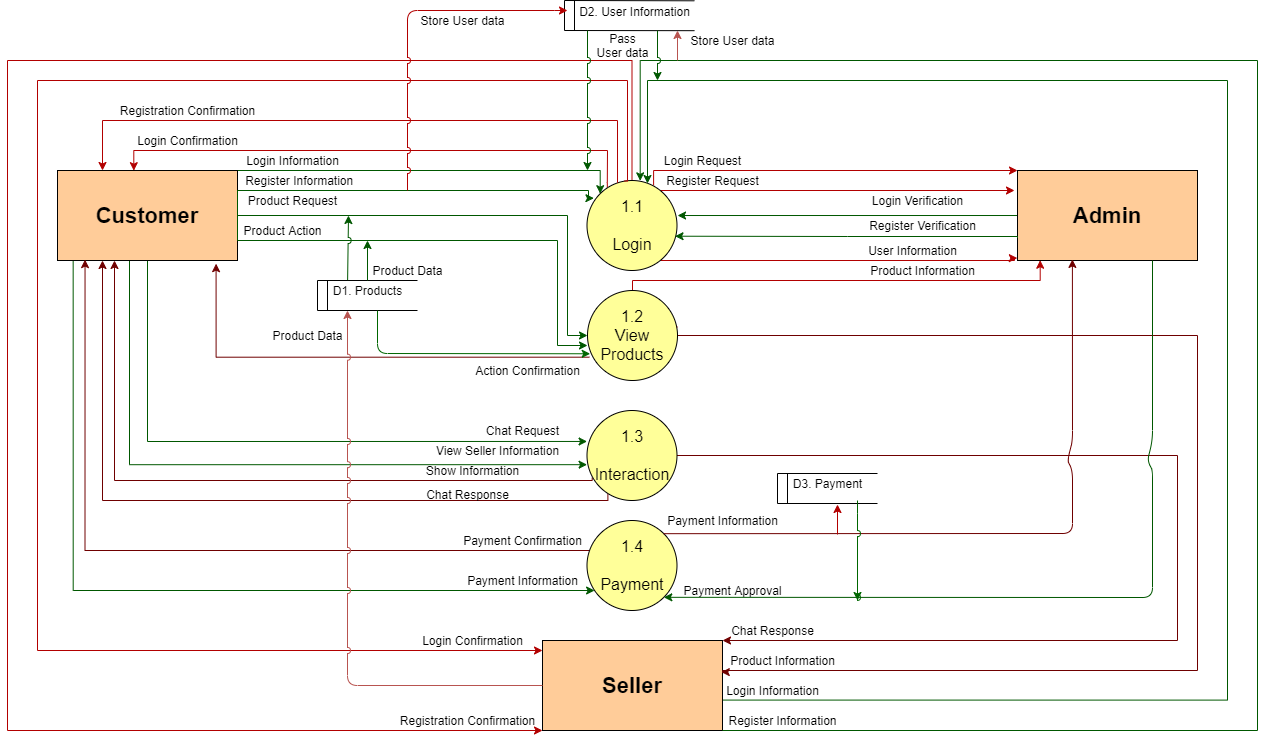 D2. User Information
Store User data
Pass
User data
Store User data
Registration Confirmation
Login Confirmation
Login Information
Register Information
Product Request
Product Action
Customer
1.1
Login
Login Request
Register Request
Login Verification
Register Verification
User Information
Product Information
Admin
Product Data
D1. Products
Product Data
1.2
View
Products
Action Confirmation
Chat Request
View Seller Information
Show Information
Chat Response
1.3
Interaction
D3. Payment
Payment Information
Payment Confirmation
1.4
Payment
Payment Information
Payment Approval
Login Confirmation
Chat Response
Product Information
Seller
Login Information
Registration Confirmation
Register Information